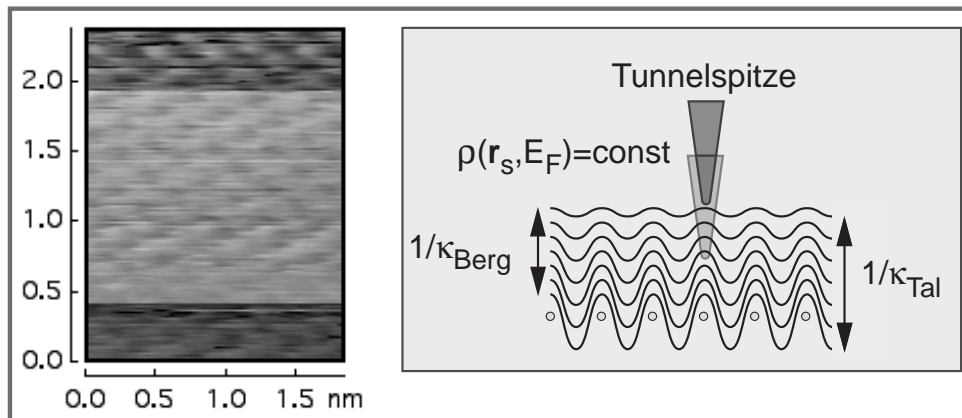 2.0
1.5
1.0
0.5
0.0
0.0 0.5 1.0 1.5 nm
Tunnelspitze
ρ(r_s,E_F)=const
1/κ_Berg
1/κ_Tal